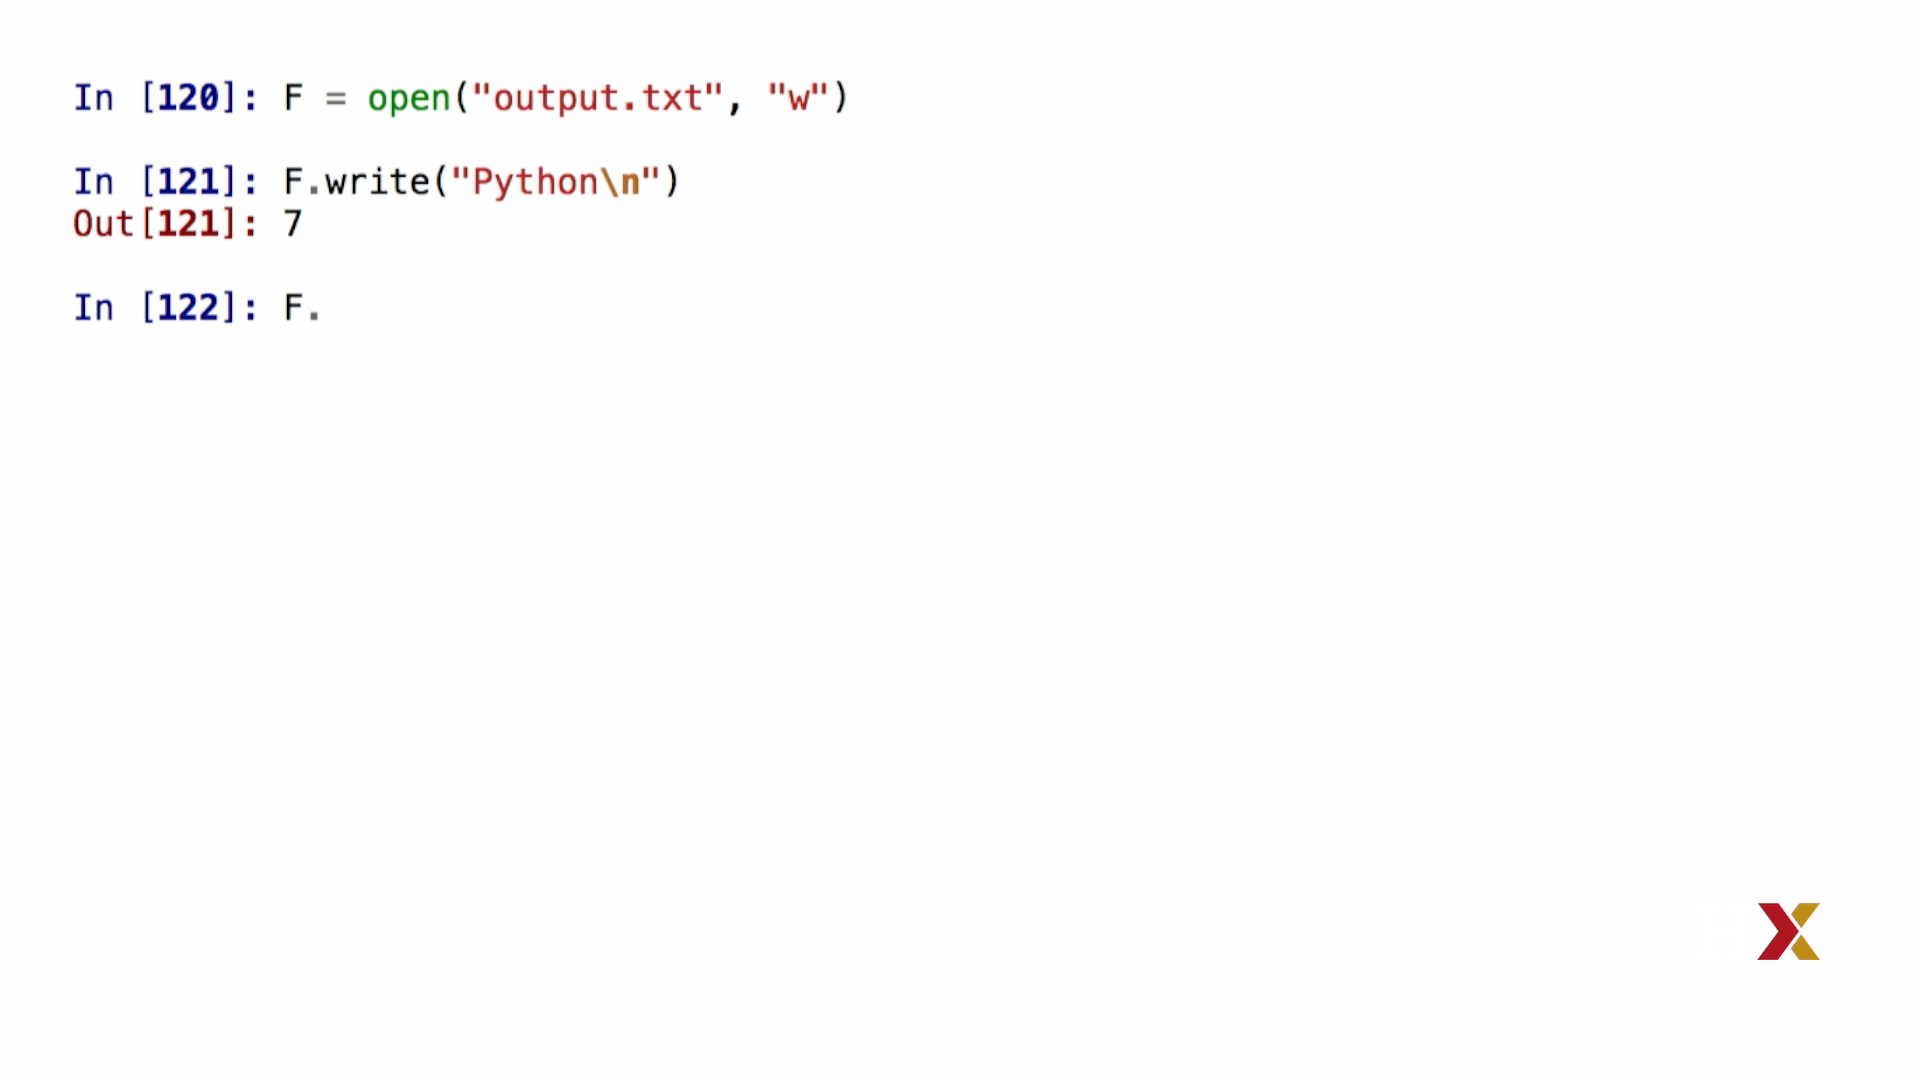 In [120]: F = open("output.txt", "w")
In [121]: F.write("Python\n")
Out[121]: 7
In [122]: F.
X